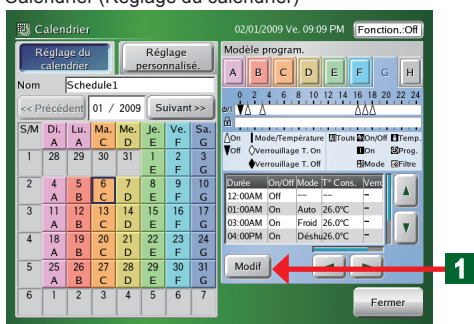 Calendrier (Réglage du calendrier)
Calendrier
02/01/2009 Ve. 09:09 PM
Fonction.:Off
Réglage du calendrier
Réglage personnalisé.
Nom
Schedule1
<< Précédent
01 / 2009
Suivant >>
S/M Di. Lu. Ma. Me. Je. Ve. Sa.
A B C D E F G
1 28 29 30 31 1 2 3
E F G
2 4 5 6 7 8 9 10
A B C D E F G
3 11 12 13 14 15 16 17
A B C D E F G
4 18 19 20 21 22 23 24
A B C D E F G
5 25 26 27 28 29 30 31
A B C D E F G
6 1 2 3 4 5 6 7
Modèle program.
A B C D E F G H
0 2 4 6 8 10 12 14 16 18 20 22 24
On
Mode/Température
Toute
On/Off
Temp.
Off
Verrouillage T. On
On
Prog.
Verrouillage T. Off
Mode
Filtre
Durée On/Off Mode T° Cons. Verro
12:00AM Off -- --
01:00AM On Auto 26.0°C -
03:00AM On Froid 26.0°C -
04:00PM On Déshu 26.0°C -
Modif
1
Fermer